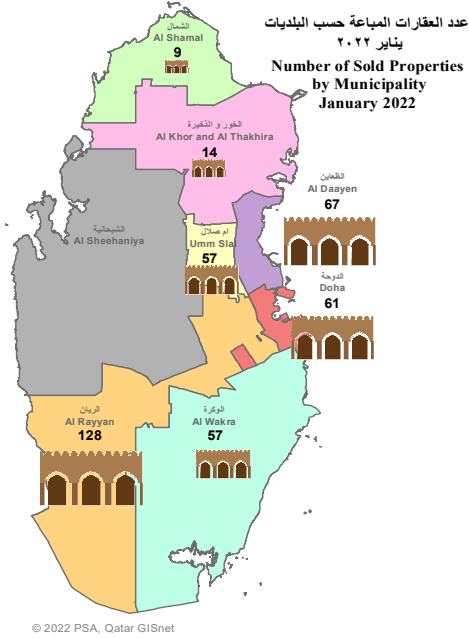 عدد العقارات المباعة حسب البلديات
يناير ٢٠٢٢
Number of Sold Properties
by Municipality
January 2022
الشمال
Al Shamal
9
الخور و الذخيرة
Al Khor and Al Thakhira
14
الظعاين
Al Daayen
67
الشيحانية
Al Sheehaniya
ام صلال
Umm Sla
57
الدوحة
Doha
61
الريان
Al Rayyan
128
الوكرة
Al Wakra
57
© 2022 PSA, Qatar GISnet